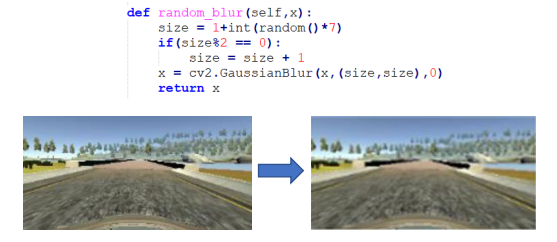 def random_blur(self,x):
    size = 1+int(random()*7)
    if(size%2 == 0):
        size = size + 1
    x = cv2.GaussianBlur(x,(size,size),0)
    return x